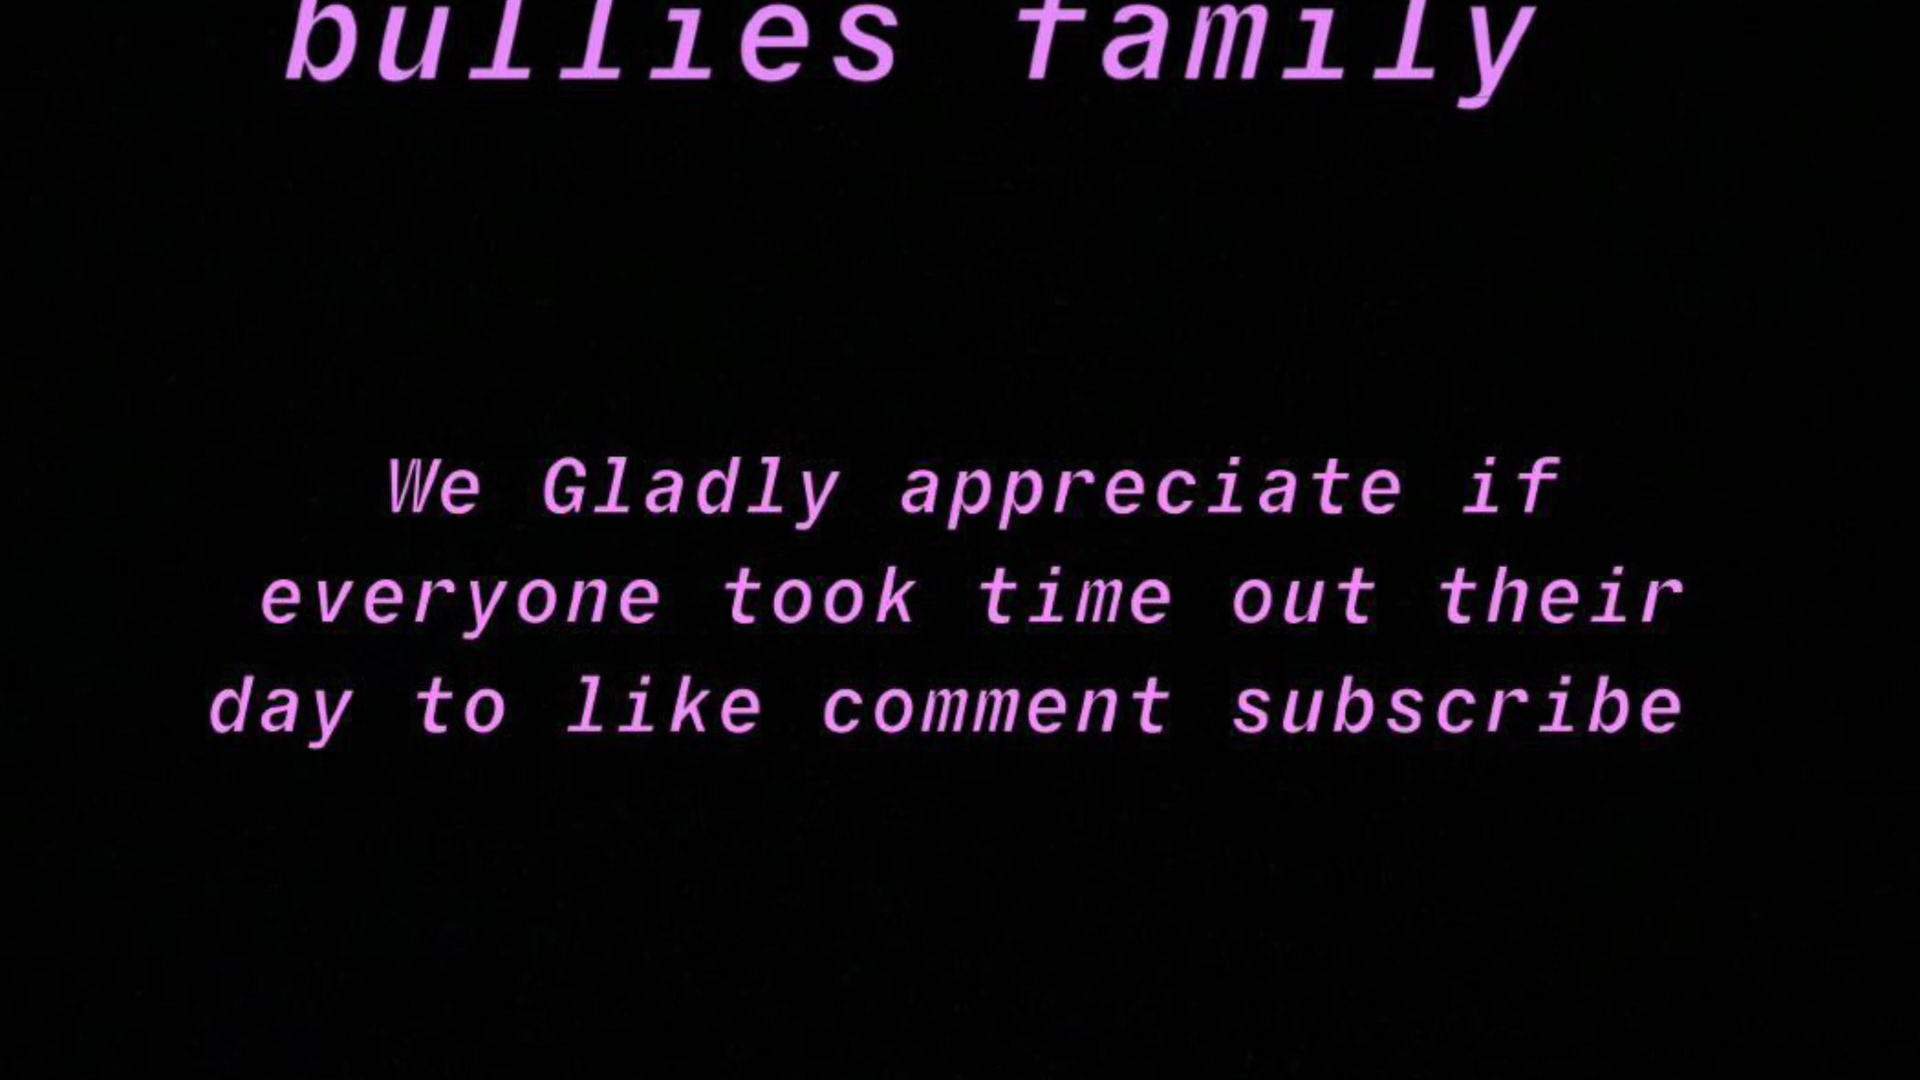 bullies family
We Gladly appreciate if
everyone took time out their
day to like comment subscribe